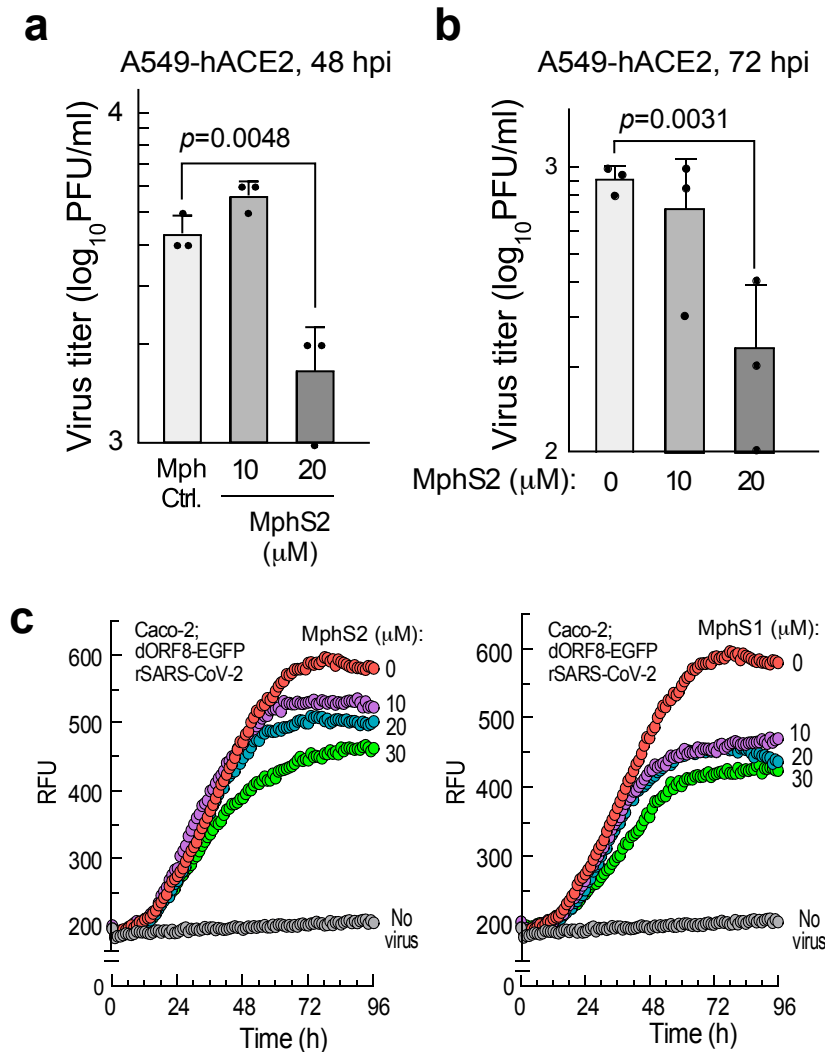 a
A549-hACE2, 48 hpi
Virus titer (log10PFU/ml)
4
3
p=0.0048
Mph
Ctrl.
10
20
MphS2
(μM)
b
A549-hACE2, 72 hpi
Virus titer (log10PFU/ml)
3
2
p=0.0031
MphS2 (μM):
0
10
20
c
Caco-2;
dORF8-EGFP
rSARS-CoV-2
MphS2 (μM):
0
10
20
30
No
virus
RFU
600
500
400
300
200
0
0
24
48
72
96
Time (h)
Caco-2;
dORF8-EGFP
rSARS-CoV-2
MphS1 (μM):
0
10
20
30
No
virus
RFU
600
500
400
300
200
0
0
24
48
72
96
Time (h)